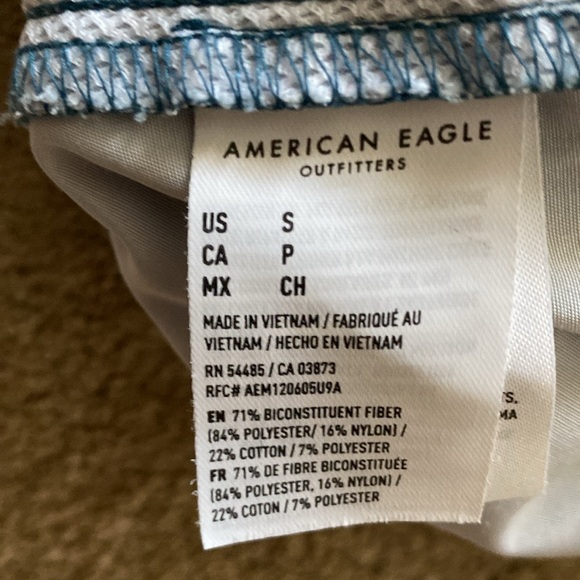 AMERICAN EAGLE
OUTFITTERS
US S
CA P
MX CH
MADE IN VIETNAM / FABRIQUÉ AU
VIETNAM / HECHO EN VIETNAM
RN 54485 / CA 03873
RFC# AEM120605U9A
EN 71% BICONSTITUENT FIBER
(84% POLYESTER/ 16% NYLON) /
22% COTTON / 7% POLYESTER
FR 71% DE FIBRE BICONSTITUÉE
(84% POLYESTER, 16% NYLON) /
22% COTON / 7% POLYESTER